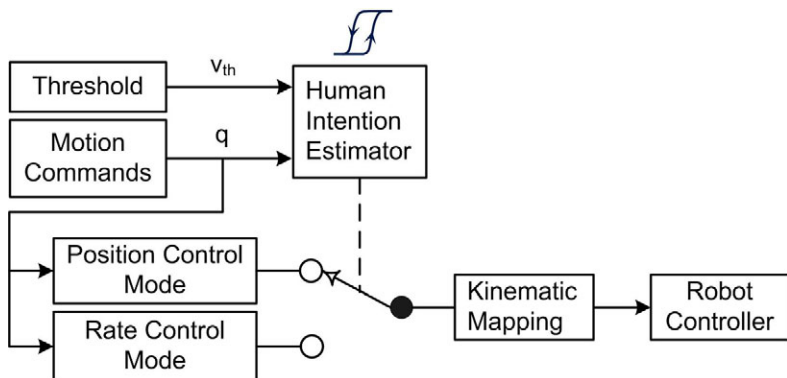 Threshold
v_th
Human
Intention
Estimator
Motion
Commands
q
Position Control
Mode
Rate Control
Mode
Kinematic
Mapping
Robot
Controller